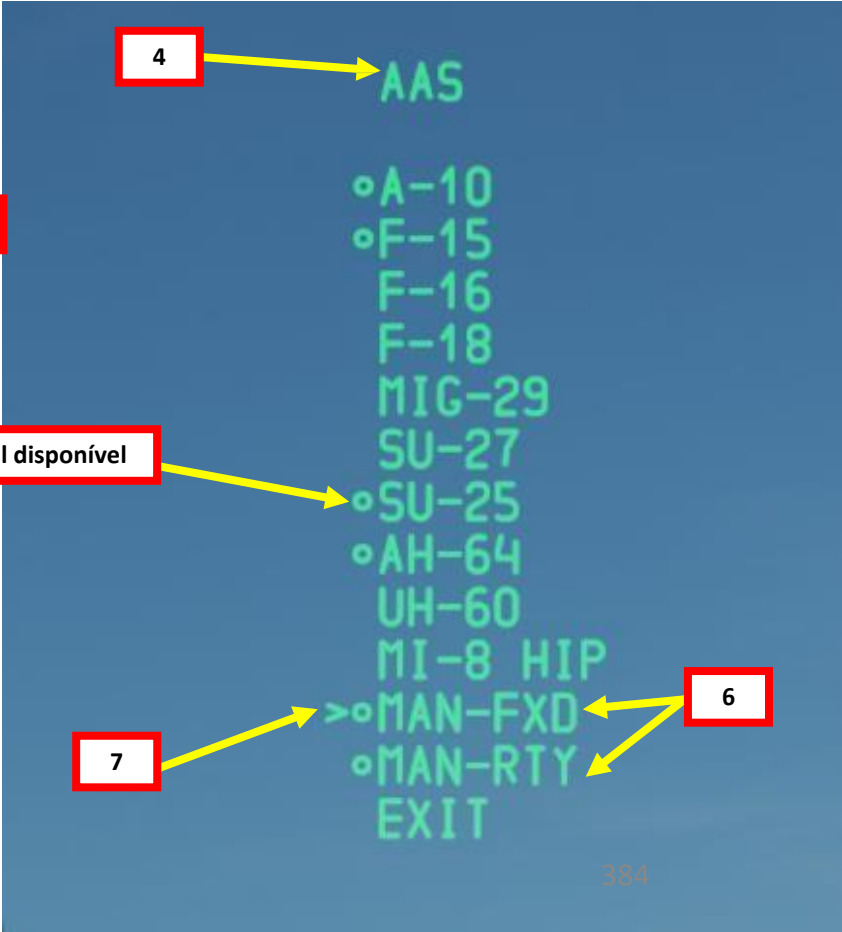 4
AAS
°A-10
°F-15
F-16
F-18
MIG-29
SU-27
l disponível
°SU-25
°AH-64
UH-60
MI-8 HIP
>°MAN-FXD
6
7
°MAN-RTY
EXIT
384